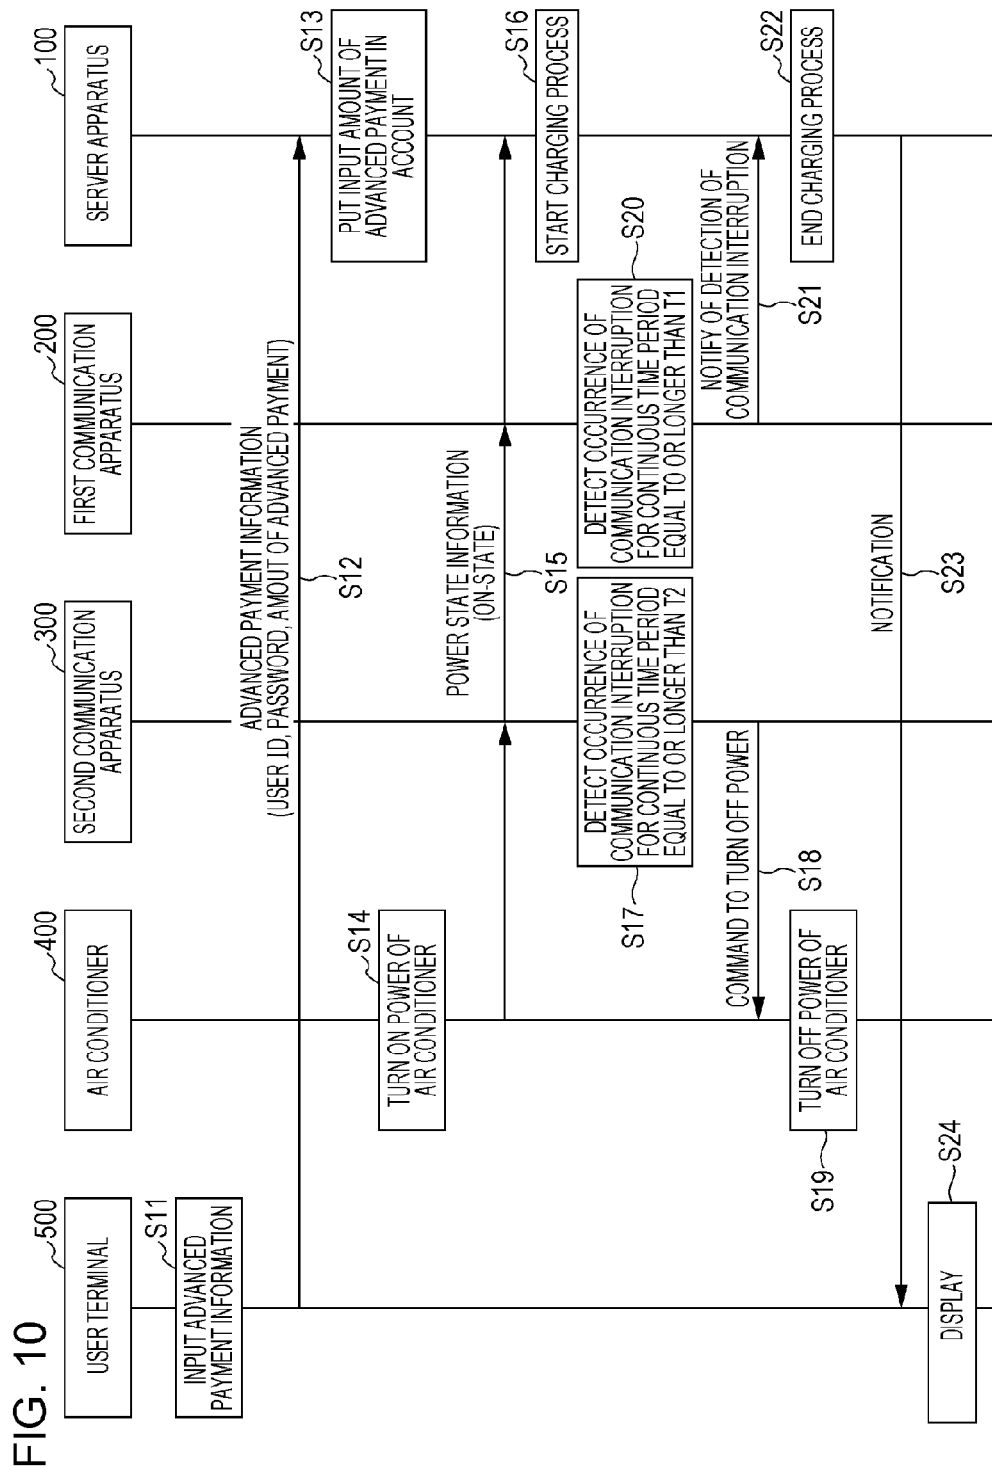 FIG. 10
500
USER TERMINAL
400
AIR CONDITIONER
300
SECOND COMMUNICATION
APPARATUS
200
FIRST COMMUNICATION
APPARATUS
100
SERVER APPARATUS
S11
INPUT ADVANCED
PAYMENT INFORMATION
ADVANCED PAYMENT INFORMATION
(USER ID, PASSWORD, AMOUT OF ADVANCED PAYMENT)
S12
S13
PUT INPUT AMOUNT OF
ADVANCED PAYMENT IN
ACCOUNT
S14
TURN ON POWER OF
AIR CONDITIONER
POWER STATE INFORMATION
(ON-STATE)
S15
S16
START CHARGING PROCESS
S17
DETECT OCCURRENCE OF
COMMUNICATION INTERRUPTION
FOR CONTINUOUS TIME PERIOD
EQUAL TO OR LONGER THAN T2
S20
DETECT OCCURRENCE OF
COMMUNICATION INTERRUPTION
FOR CONTINUOUS TIME PERIOD
EQUAL TO OR LONGER THAN T1
COMMAND TO TURN OFF POWER
S18
NOTIFY OF DETECTION OF
COMMUNICATION INTERRUPTION
S21
S19
TURN OFF POWER OF
AIR CONDITIONER
S22
END CHARGING PROCESS
NOTIFICATION
S23
S24
DISPLAY